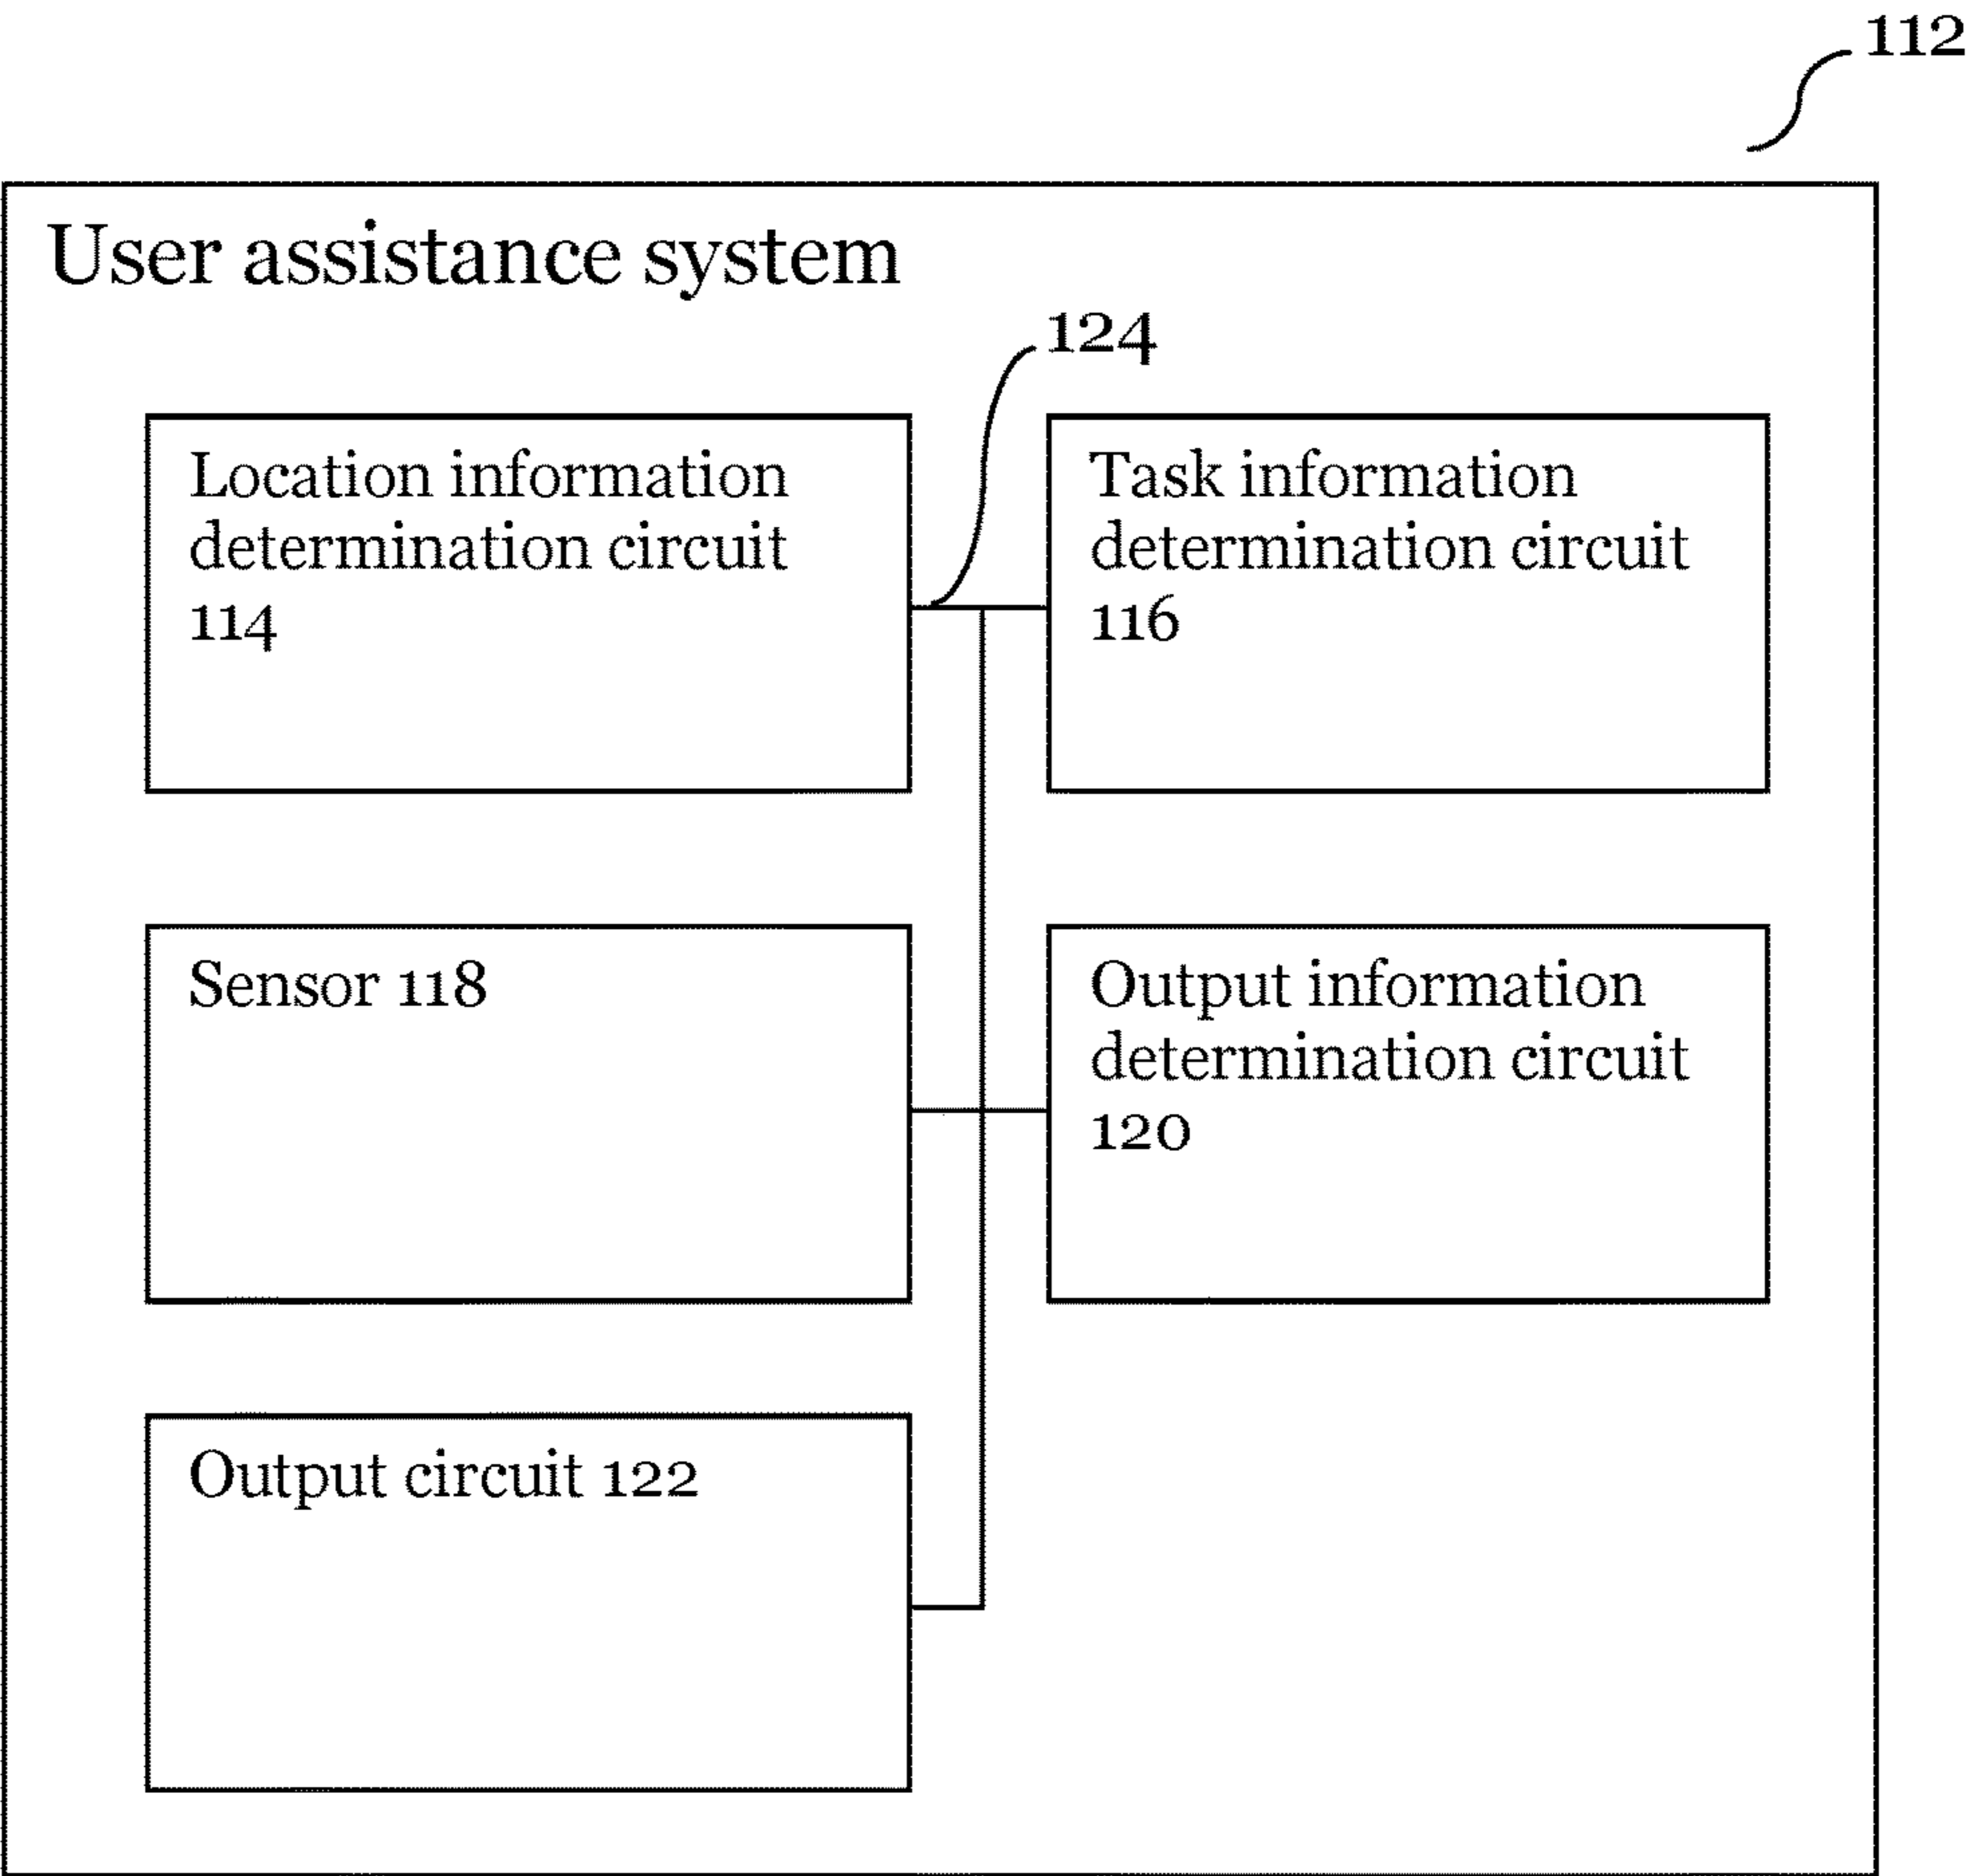 112
User assistance system
124
Location information
determination circuit
114
Task information
determination circuit
116
Sensor 118
Output information
determination circuit
120
Output circuit 122